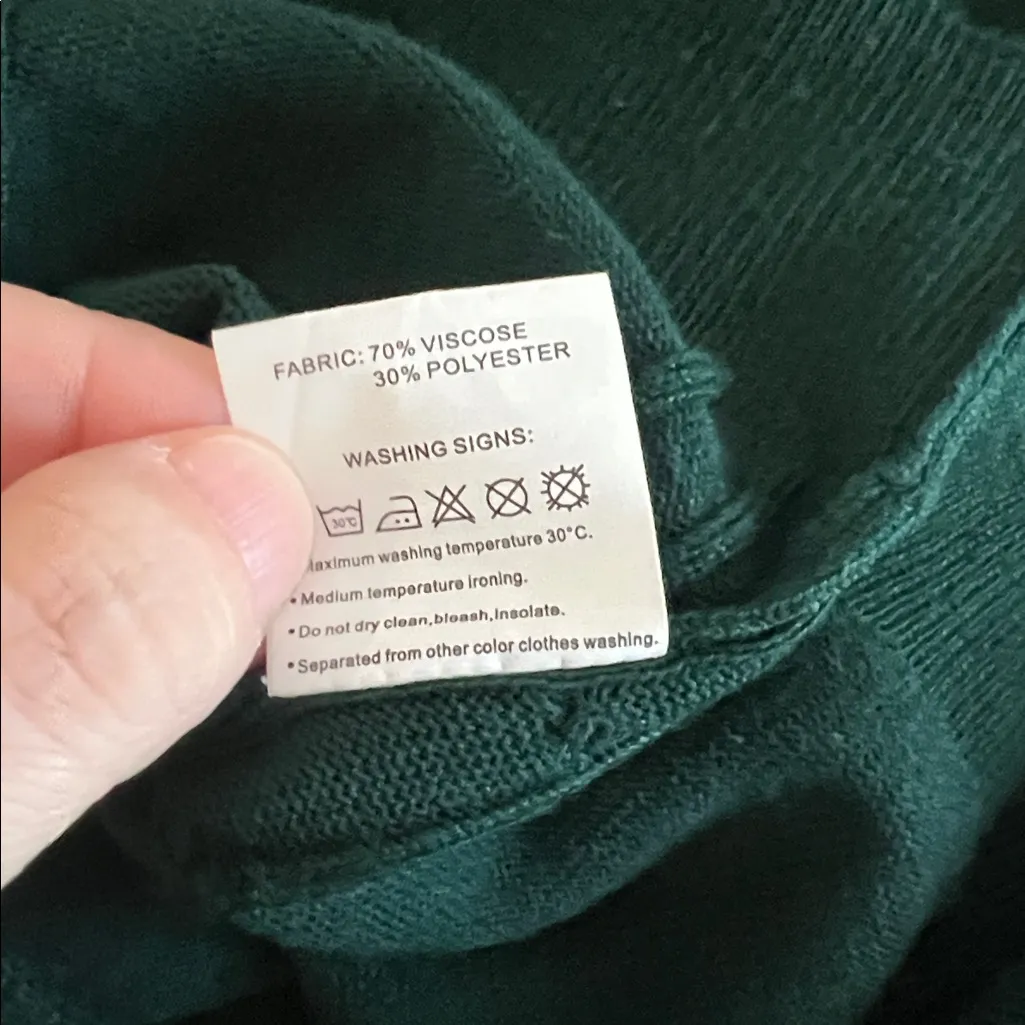 FABRIC: 70% VISCOSE
30% POLYESTER
WASHING SIGNS:
30°C
aximum washing temperature 30°C.
• Medium temperature ironing.
• Do not dry clean,bleash,insolate.
• Separated from other color clothes washing.